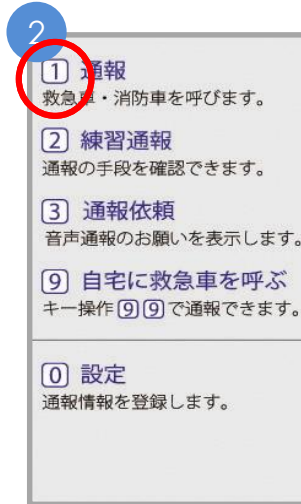 2
1 通報
救急車・消防車を呼びます。
2 練習通報
通報の手段を確認できます。
3 通報依頼
音声通報のお願いを表示します。
9 自宅に救急車を呼ぶ
キー操作99で通報できます。
0 設定
通報情報を登録します。